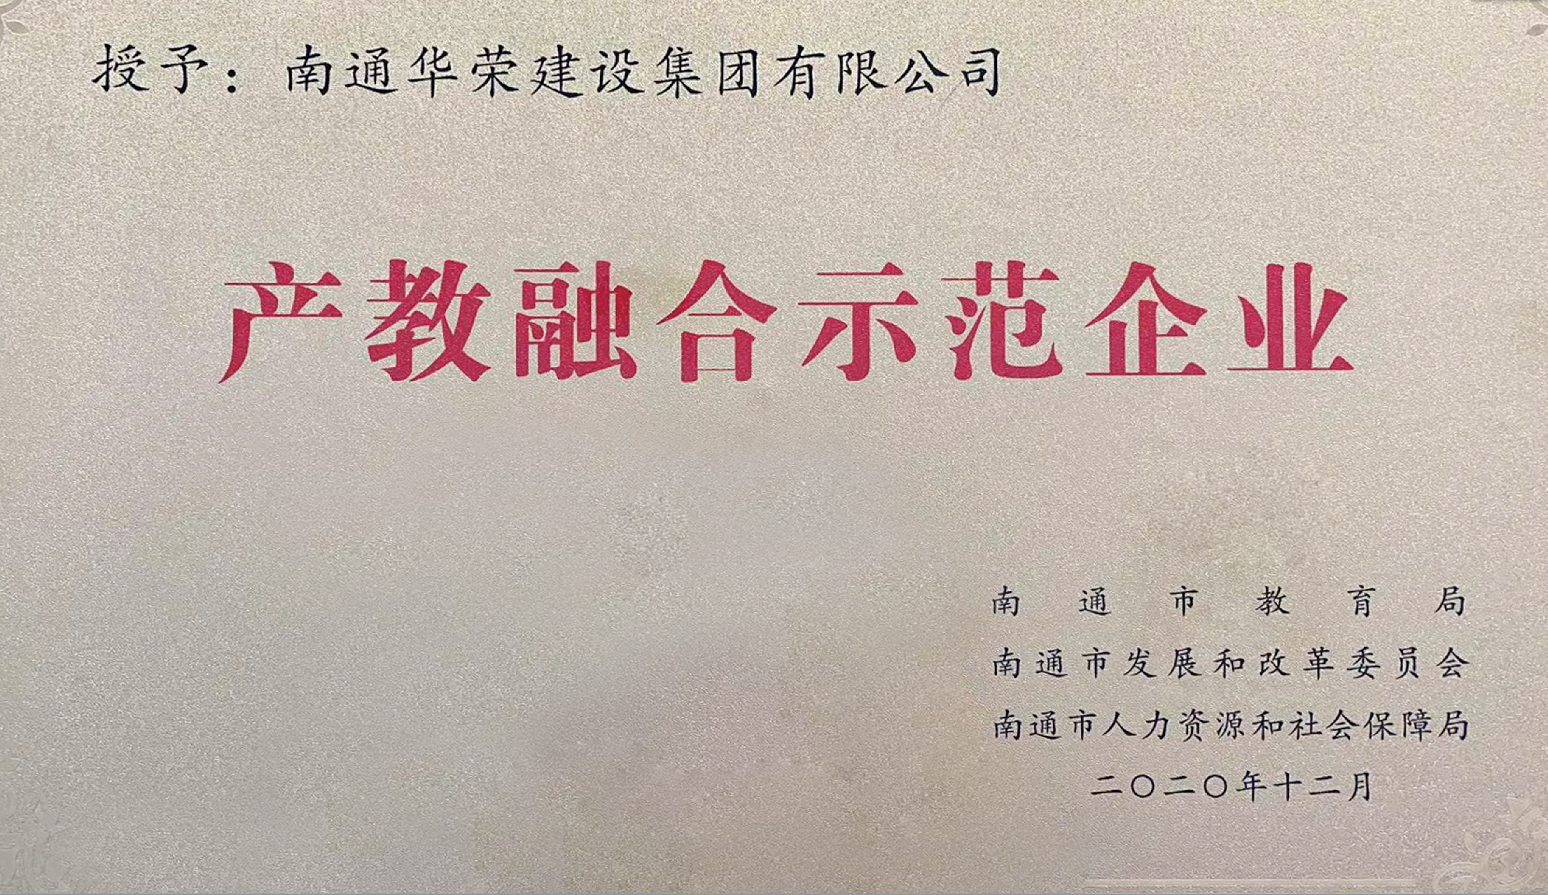 授予：南通华荣建设集团有限公司
产教融合示范企业
南通市教育局
南通市发展和改革委员会
南通市人力资源和社会保障局
二〇二〇年十二月